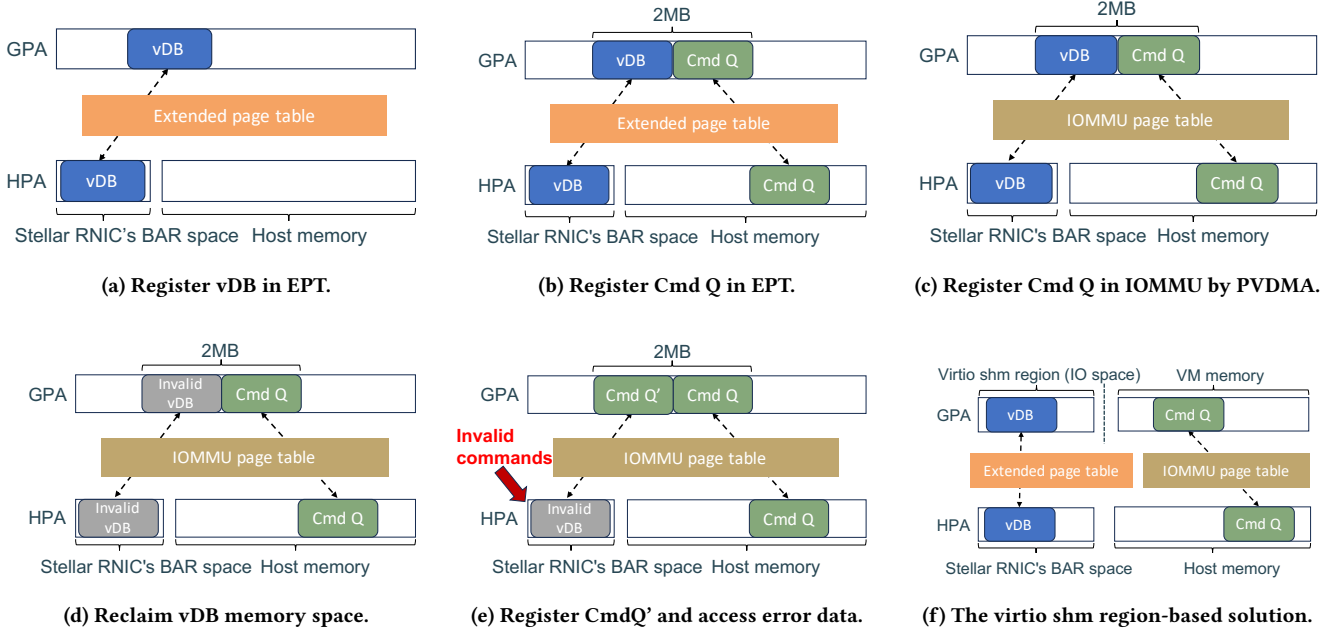 GPA
vDB
Extended page table
HPA
vDB
Stellar RNIC's BAR space
Host memory
(a) Register vDB in EPT.
2MB
GPA
vDB
Cmd Q
Extended page table
HPA
vDB
Cmd Q
Stellar RNIC's BAR space
Host memory
(b) Register Cmd Q in EPT.
2MB
GPA
vDB
Cmd Q
IOMMU page table
HPA
vDB
Cmd Q
Stellar RNIC's BAR space
Host memory
(c) Register Cmd Q in IOMMU by PVDMA.
2MB
GPA
Invalid
vDB
Cmd Q
IOMMU page table
HPA
Invalid
vDB
Cmd Q
Stellar RNIC's BAR space
Host memory
(d) Reclaim vDB memory space.
2MB
GPA
Cmd Q'
Cmd Q
Invalid
commands
IOMMU page table
HPA
Invalid
vDB
Cmd Q
Stellar RNIC's BAR space
Host memory
(e) Register CmdQ' and access error data.
Virtio shm region (IO space)
VM memory
GPA
vDB
Cmd Q
Extended page table
IOMMU page table
HPA
vDB
Cmd Q
Stellar RNIC's BAR space
Host memory
(f) The virtio shm region-based solution.